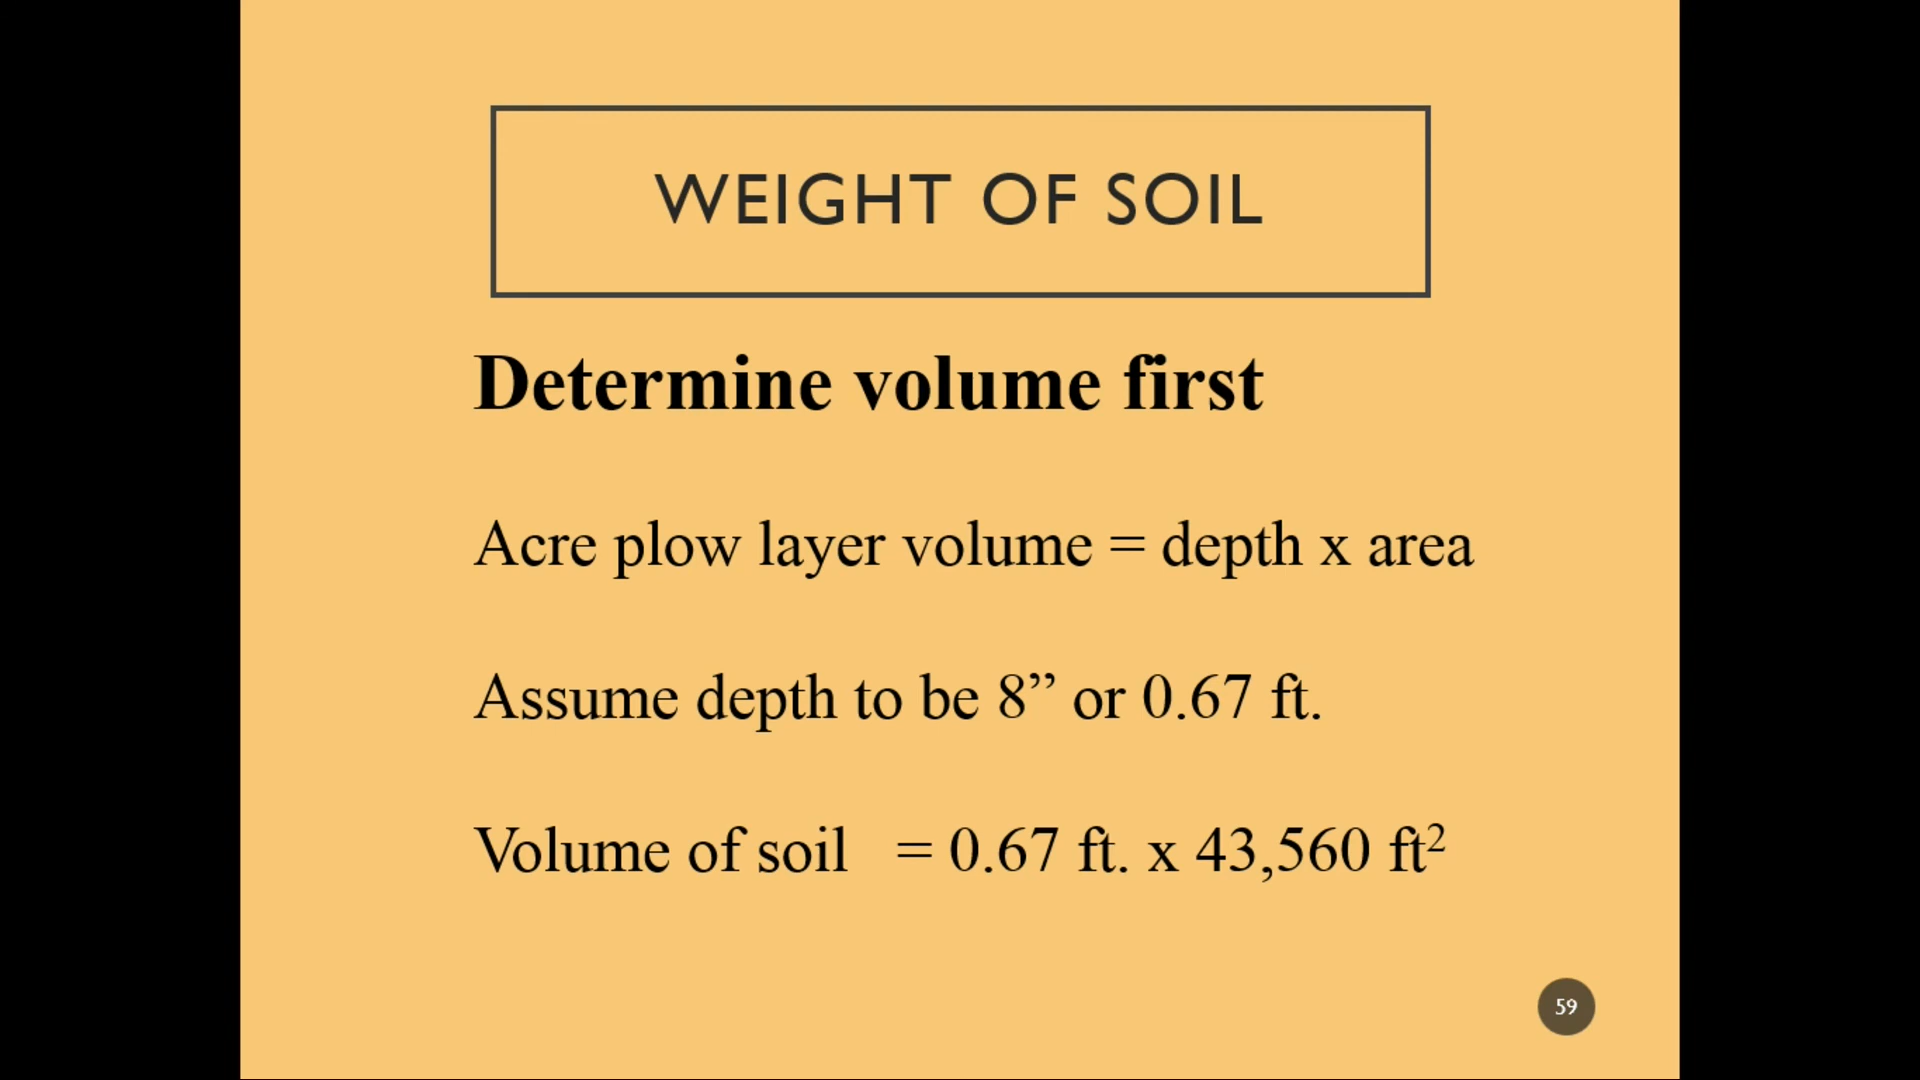 WEIGHT OF SOIL
Determine volume first
Acre plow layer volume = depth x area
Assume depth to be 8” or 0.67 ft.
Volume of soil = 0.67 ft. x 43,560 ft²
59